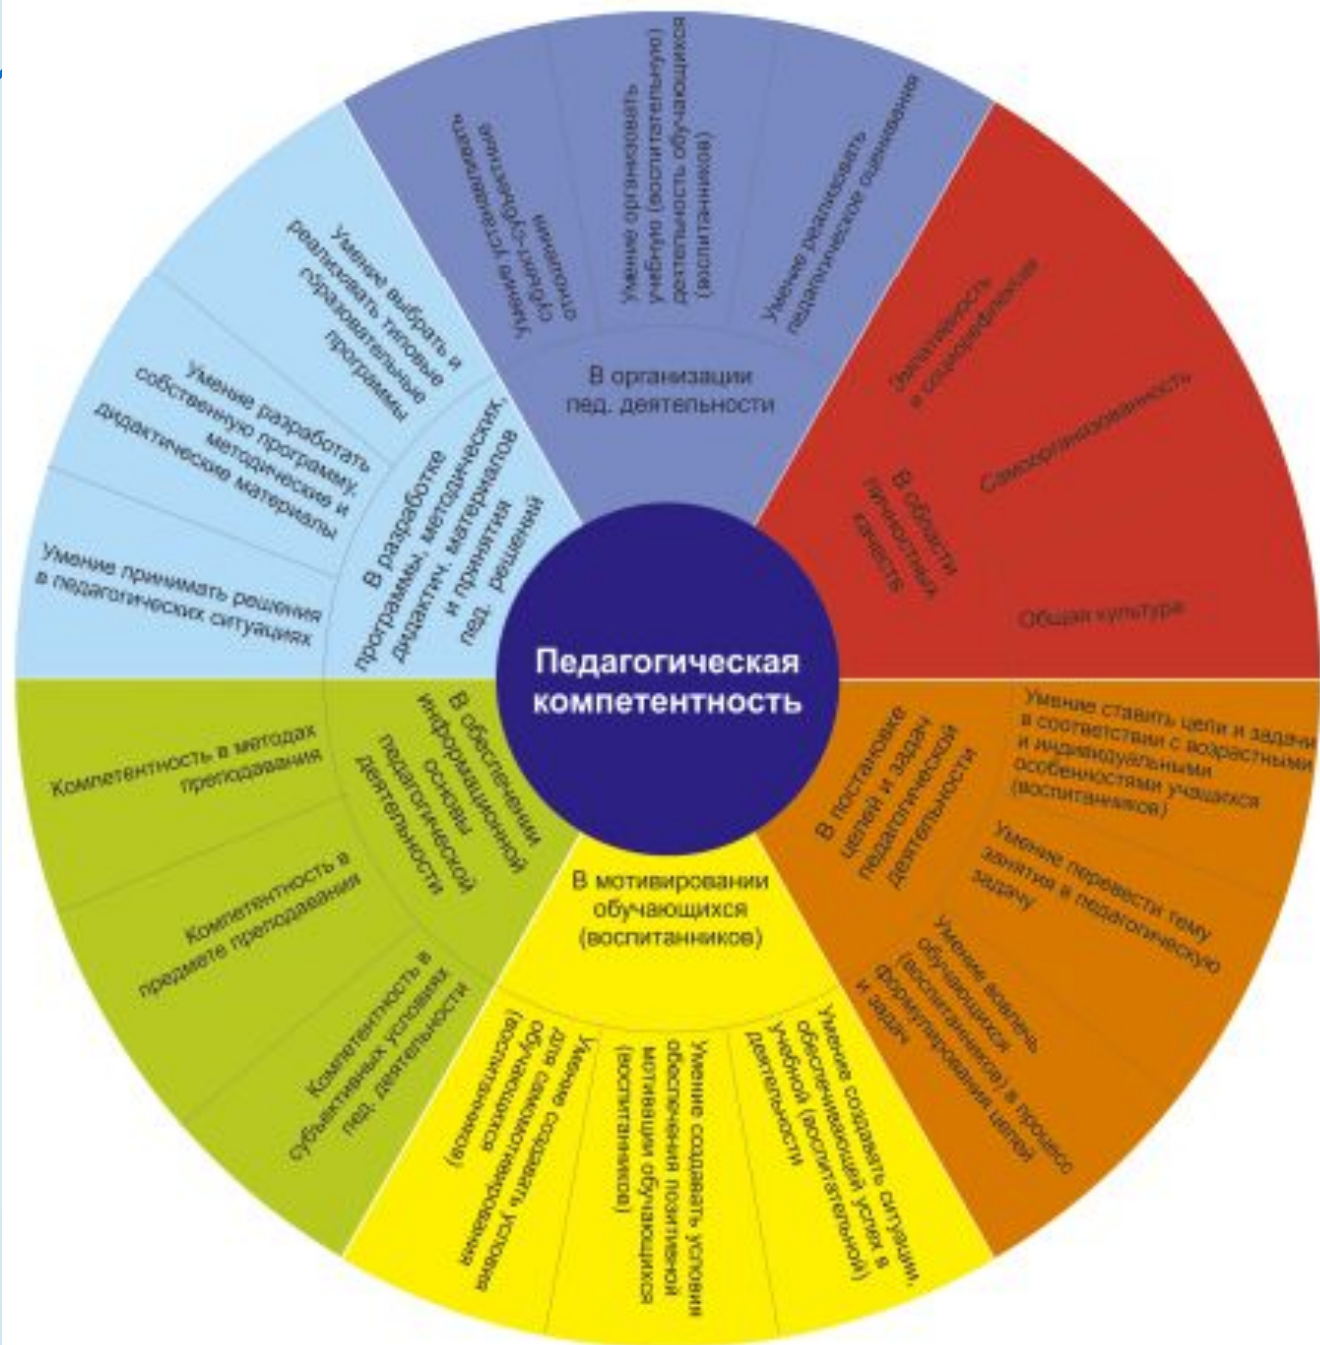 Педагогическая
компетентность
В организации
пед. деятельности
Умение устанавливать
субъект-субъектные
отношения
Умение организовать
учебную (воспитательную)
деятельность обучающихся
(воспитанников)
Умение реализовать
педагогическое оценивание
В области
личностных
качеств
Эмпатийность
и социорефлексия
Самоорганизованность
Общая культура
В постановке
целей и задач
педагогической
деятельности
Умение ставить цели и задачи
в соответствии с возрастными
и индивидуальными
особенностями учащихся
(воспитанников)
Умение перевести тему
занятия в педагогическую
задачу
Умение вовлечь
обучающихся
(воспитанников) в процесс
формулирования целей
и задач
В мотивировании
обучающихся
(воспитанников)
Умение создавать ситуации,
обеспечивающей успех в
учебной (воспитательной)
деятельности
Умение создавать условия
обеспечения позитивной
мотивации обучающихся
(воспитанников)
Умение создавать условия
для самомотивирования
обучающихся
(воспитанников)
В обеспечении
информационной
основы
педагогической
деятельности
Компетентность в
субъективных условиях
пед. деятельности
Компетентность в
предмете преподавания
Компетентность в методах
преподавания
В разработке
программы, методических,
дидактич. материалов
и принятия
пед. решений
Умение принимать решения
в педагогических ситуациях
Умение разработать
собственную программу,
методические и
дидактические материалы
Умение выбрать и
реализовать типовые
образовательные
программы